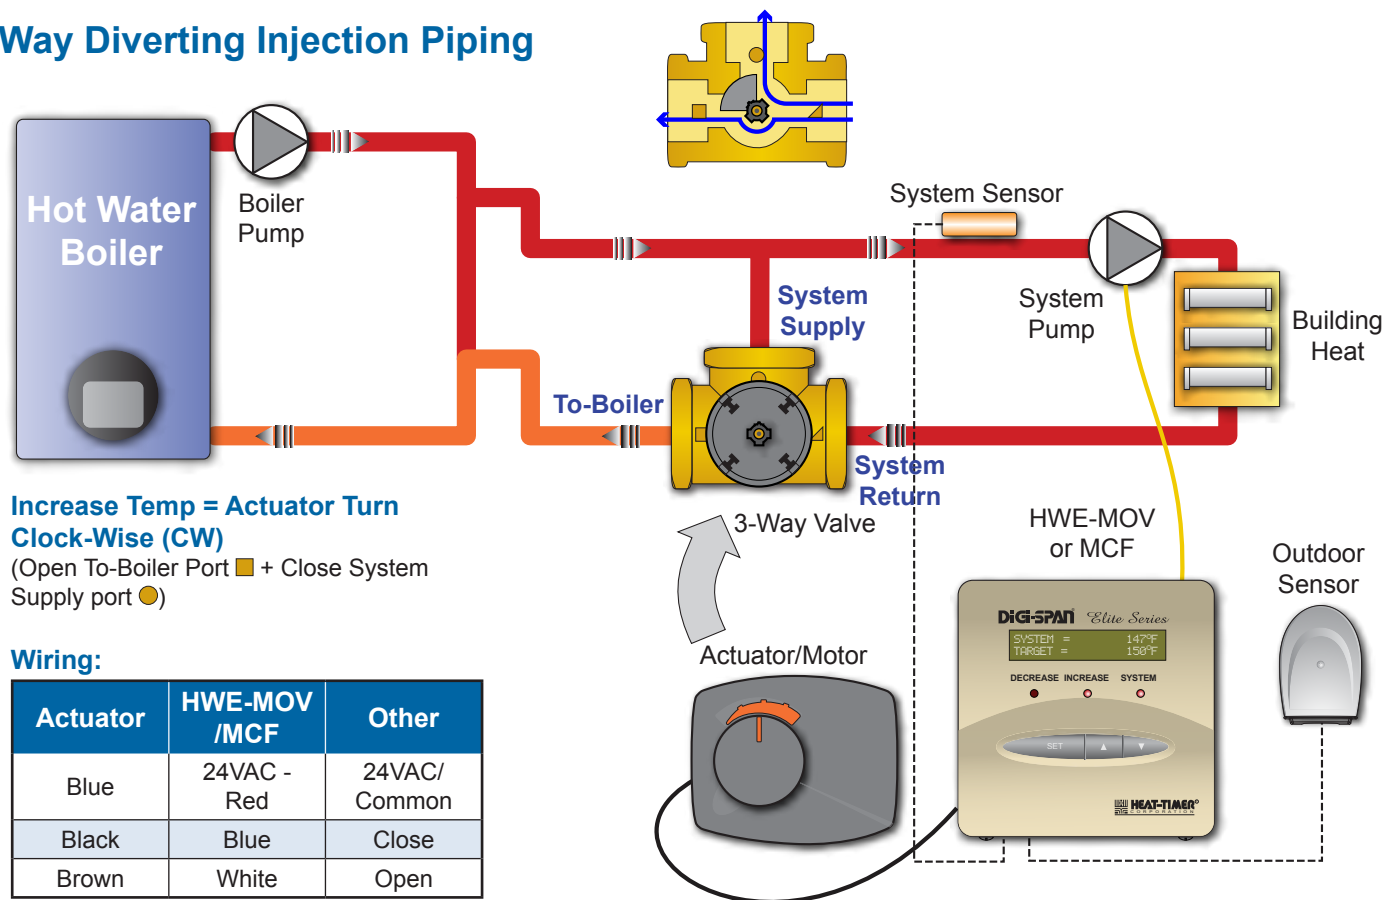 Way Diverting Injection Piping
Hot Water
Boiler
Boiler
Pump
System Sensor
System
Supply
System
Pump
Building
Heat
To-Boiler
System
Return
3-Way Valve
Increase Temp = Actuator Turn
Clock-Wise (CW)
(Open To-Boiler Port + Close System
Supply port )
HWE-MOV
or MCF
Outdoor
Sensor
Actuator/Motor
DIGI-SPAN Elite Series
SYSTEM = 147°F
TARGET = 150°F
DECREASE INCREASE SYSTEM
SET
HEAT-TIMER®
CORPORATION
Wiring:
Actuator HWE-MOV /MCF Other
Blue 24VAC - Red 24VAC/ Common
Black Blue Close
Brown White Open